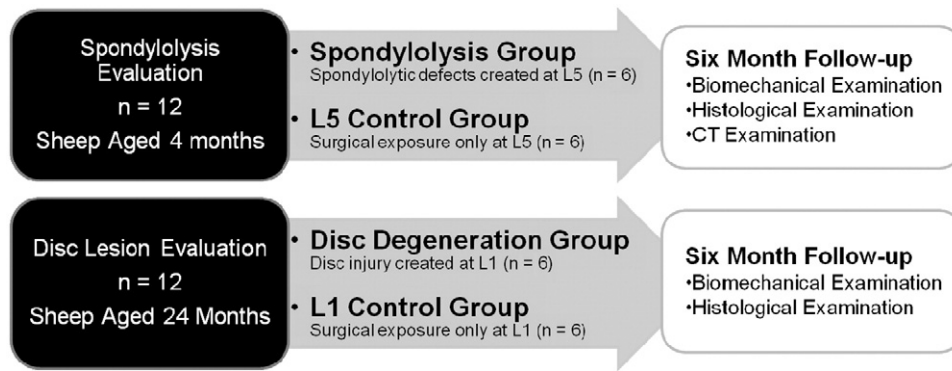 Spondylolysis
Evaluation
n = 12
Sheep Aged 4 months
• Spondylolysis Group
Spondylolytic defects created at L5 (n = 6)
• L5 Control Group
Surgical exposure only at L5 (n = 6)
Six Month Follow-up
•Biomechanical Examination
•Histological Examination
•CT Examination
Disc Lesion Evaluation
n = 12
Sheep Aged 24 Months
• Disc Degeneration Group
Disc injury created at L1 (n = 6)
• L1 Control Group
Surgical exposure only at L1 (n = 6)
Six Month Follow-up
•Biomechanical Examination
•Histological Examination